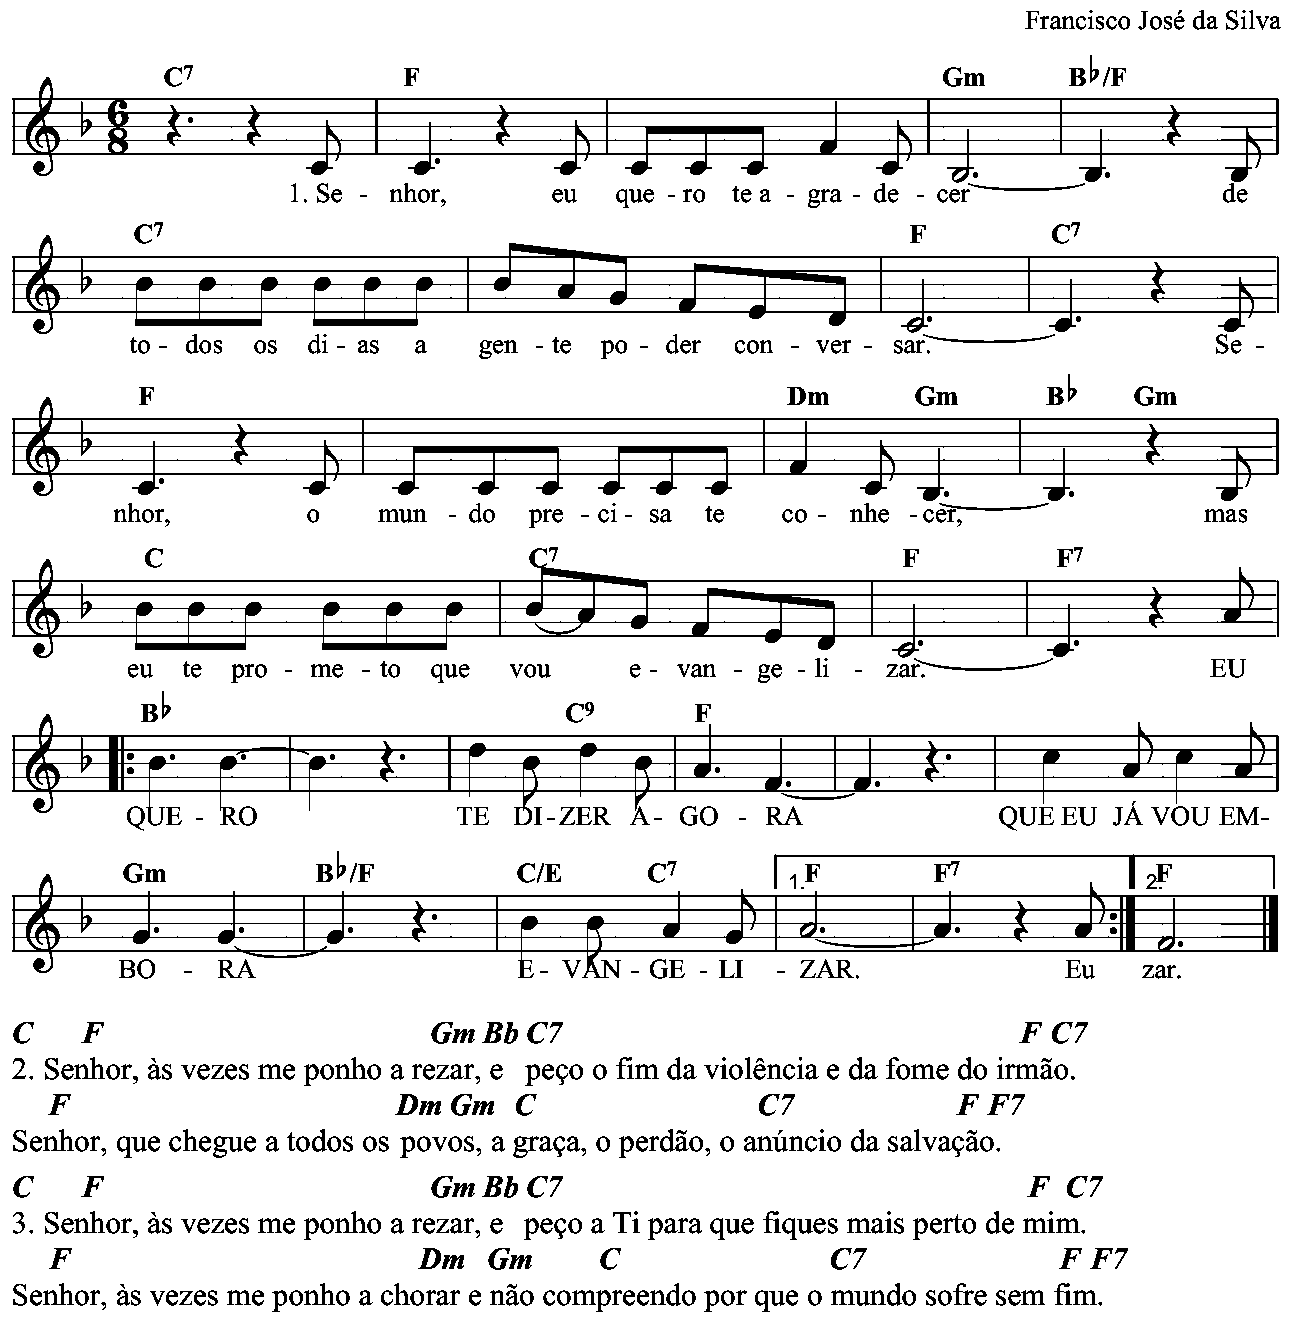 Francisco José da Silva
C7 F Gm B♭/F
6
8
1. Se - nhor, eu que - ro te a - gra - de - cer de
C7 F C7
to - dos os di - as a gen - te po - der con - ver - sar. Se -
F Dm Gm B♭ Gm
nhor, o mun - do pre - ci - sa te co - nhe - cer, mas
C C7 F F7
eu te pro - me - to que vou e - van - ge - li - zar. EU
B♭ C9 F
QUE - RO TE DI - ZER A - GO - RA QUE EU JÁ VOU EM-
Gm B♭/F C/E C7 1. F F7 2. F
BO - RA E - VAN - GE - LI - ZAR. Eu zar.
C F Gm Bb C7 F C7
2. Senhor, às vezes me ponho a rezar, e peço o fim da violência e da fome do irmão.
F Dm Gm C C7 F F7
Senhor, que chegue a todos os povos, a graça, o perdão, o anúncio da salvação.
C F Gm Bb C7 F C7
3. Senhor, às vezes me ponho a rezar, e peço a Ti para que fiques mais perto de mim.
F Dm Gm C C7 F F7
Senhor, às vezes me ponho a chorar e não compreendo por que o mundo sofre sem fim.